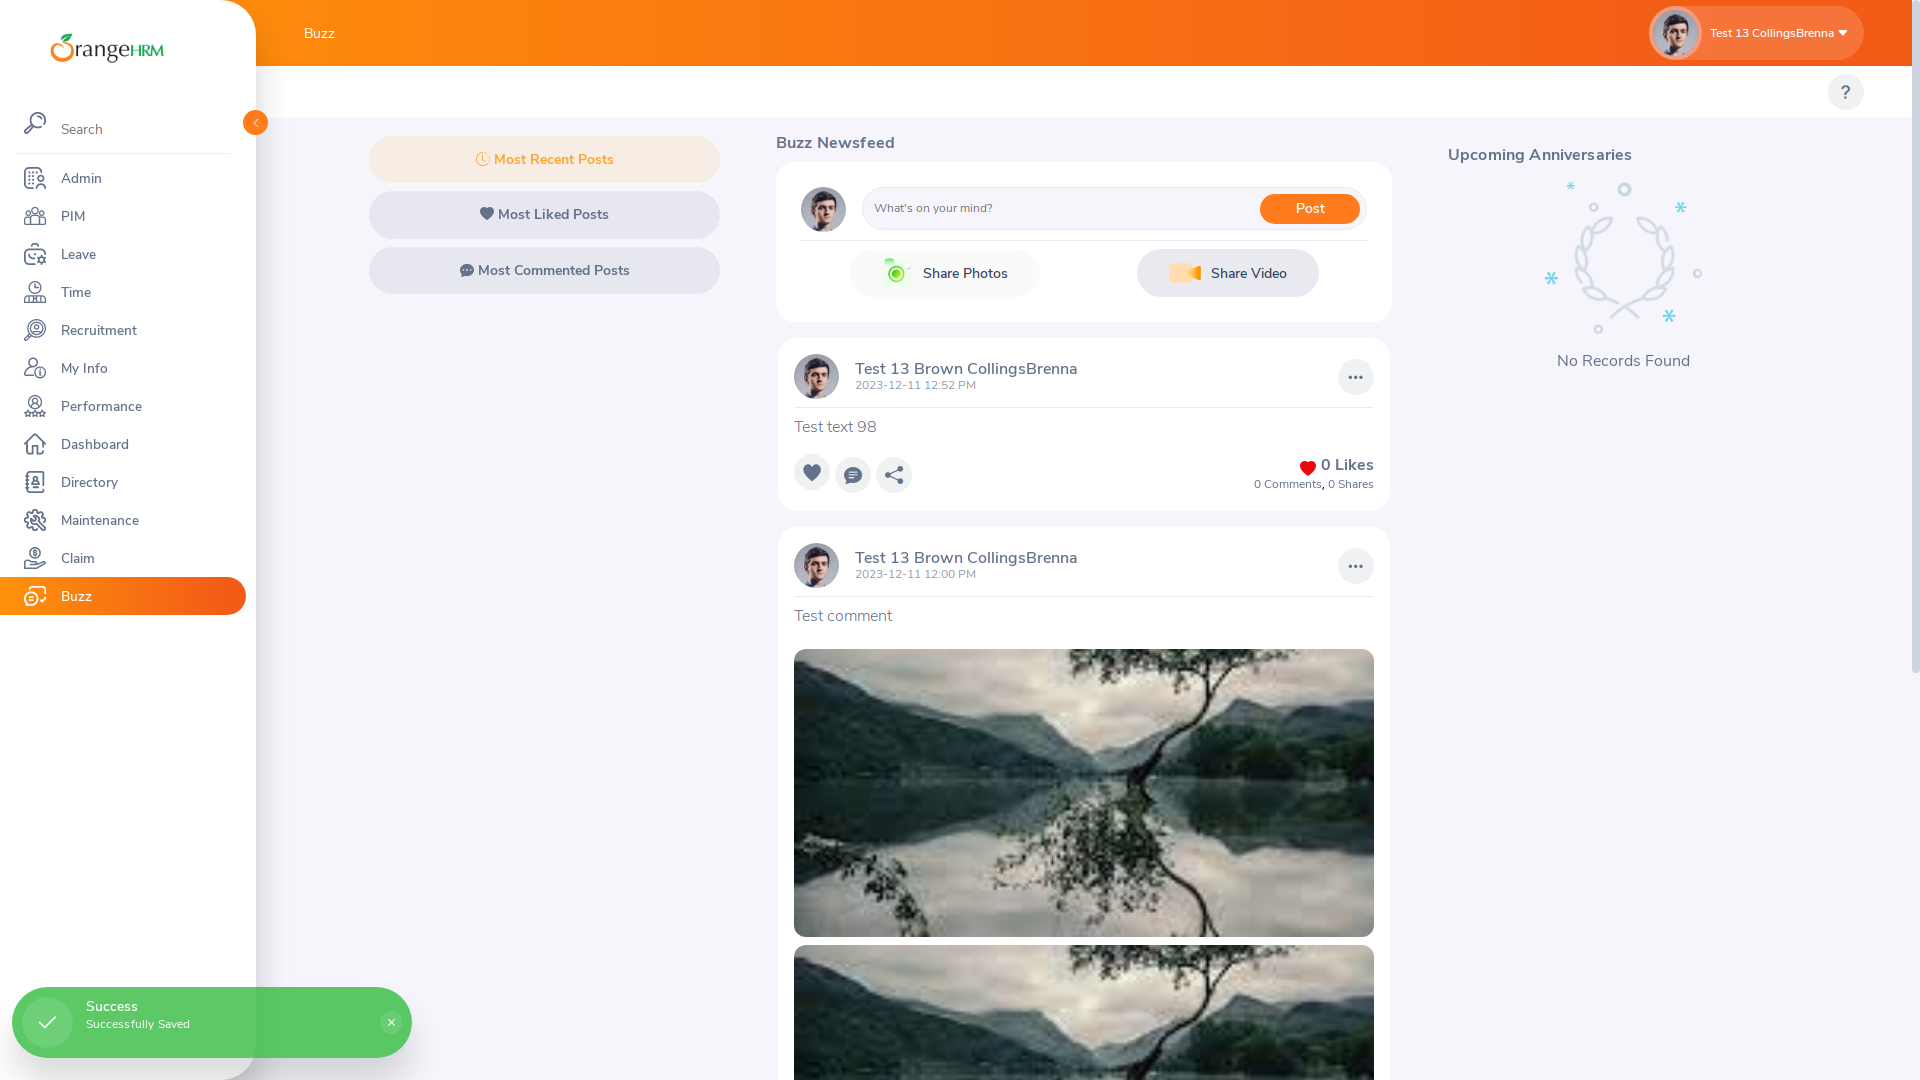 OrangeHRM
Search
Admin
PIM
Leave
Time
Recruitment
My Info
Performance
Dashboard
Directory
Maintenance
Claim
Buzz
Buzz
Test 13 CollingsBrenna
?
Most Recent Posts
Most Liked Posts
Most Commented Posts
Buzz Newsfeed
What's on your mind?
Post
Share Photos
Share Video
Test 13 Brown CollingsBrenna
2023-12-11 12:52 PM
Test text 98
0 Likes
0 Comments, 0 Shares
Test 13 Brown CollingsBrenna
2023-12-11 12:00 PM
Test comment
Upcoming Anniversaries
No Records Found
Success
Successfully Saved